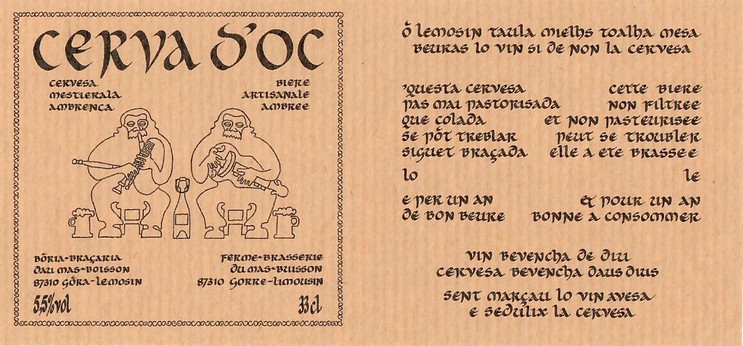 cerva d'oc
cervesa
mestierala
ambrenca
biere
artisanale
ambree
bòria-braçaria
dau mas-boisson
87310 gòra-lemosin
5,5% vol
ferme-brasserie
du mas-buisson
87310 gorre-limousin
33 cl
ò lemosin taula mielhs toalha mesa
beuras lo vin si de non la cervesa
'questa cervesa
pas mai pastorisada
que colada
se pòt treblar
siguet braçada
lo
e per un an
de bon beure
cette biere
non filtree
et non pasteurisee
peut se troubler
elle a ete brassee
le
& pour un an
bonne a consommer
vin bevencha de diu
cervesa bevencha daus dius
sent marçau lo vin avesa
e sedùlix la cervesa